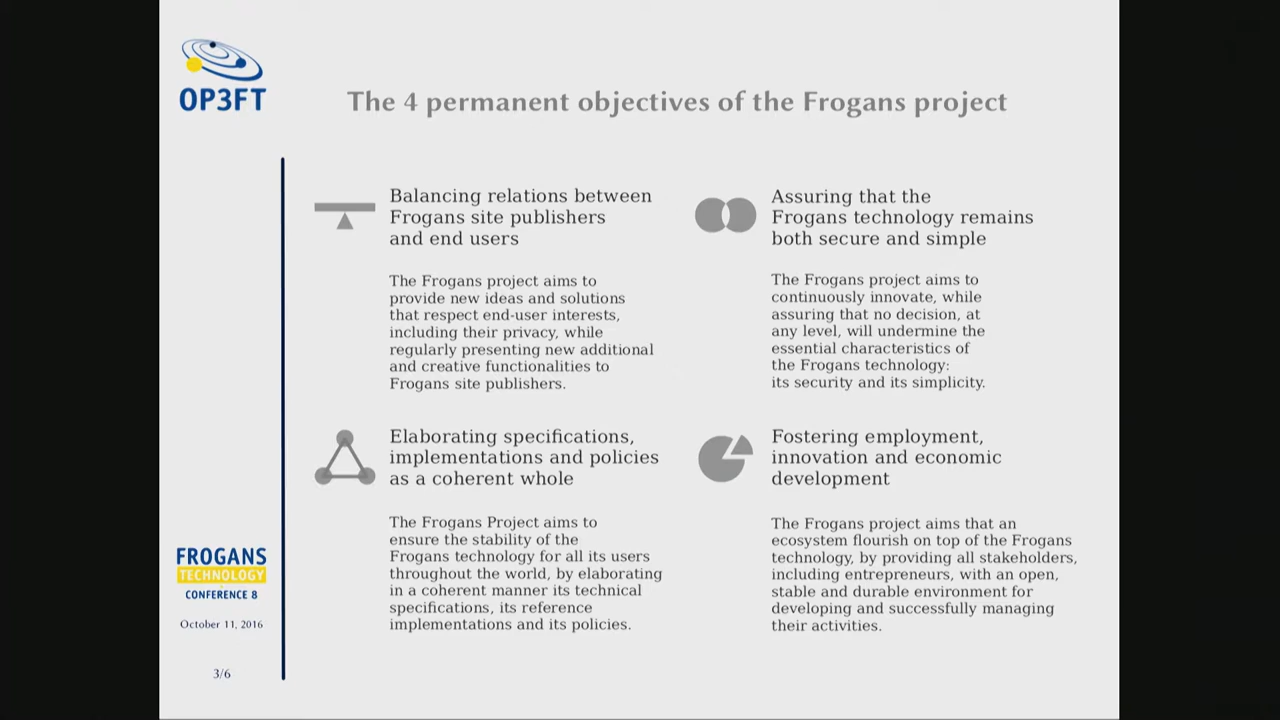 OP3FT
The 4 permanent objectives of the Frogans project
Balancing relations between
Frogans site publishers
and end users
The Frogans project aims to
provide new ideas and solutions
that respect end-user interests,
including their privacy, while
regularly presenting new additional
and creative functionalities to
Frogans site publishers.
Assuring that the
Frogans technology remains
both secure and simple
The Frogans project aims to
continuously innovate, while
assuring that no decision, at
any level, will undermine the
essential characteristics of
the Frogans technology:
its security and its simplicity.
Elaborating specifications,
implementations and policies
as a coherent whole
The Frogans Project aims to
ensure the stability of the
Frogans technology for all its users
throughout the world, by elaborating
in a coherent manner its technical
specifications, its reference
implementations and its policies.
Fostering employment,
innovation and economic
development
The Frogans project aims that an
ecosystem flourish on top of the Frogans
technology, by providing all stakeholders,
including entrepreneurs, with an open,
stable and durable environment for
developing and successfully managing
their activities.
FROGANS
TECHNOLOGY
CONFERENCE 8
October 11, 2016
3/6